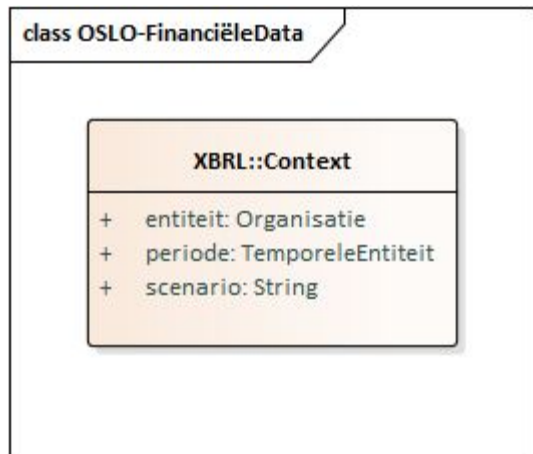 class OSLO-FinanciëleData
XBRL::Context
+ entiteit: Organisatie
+ periode: TemporeleEntiteit
+ scenario: String